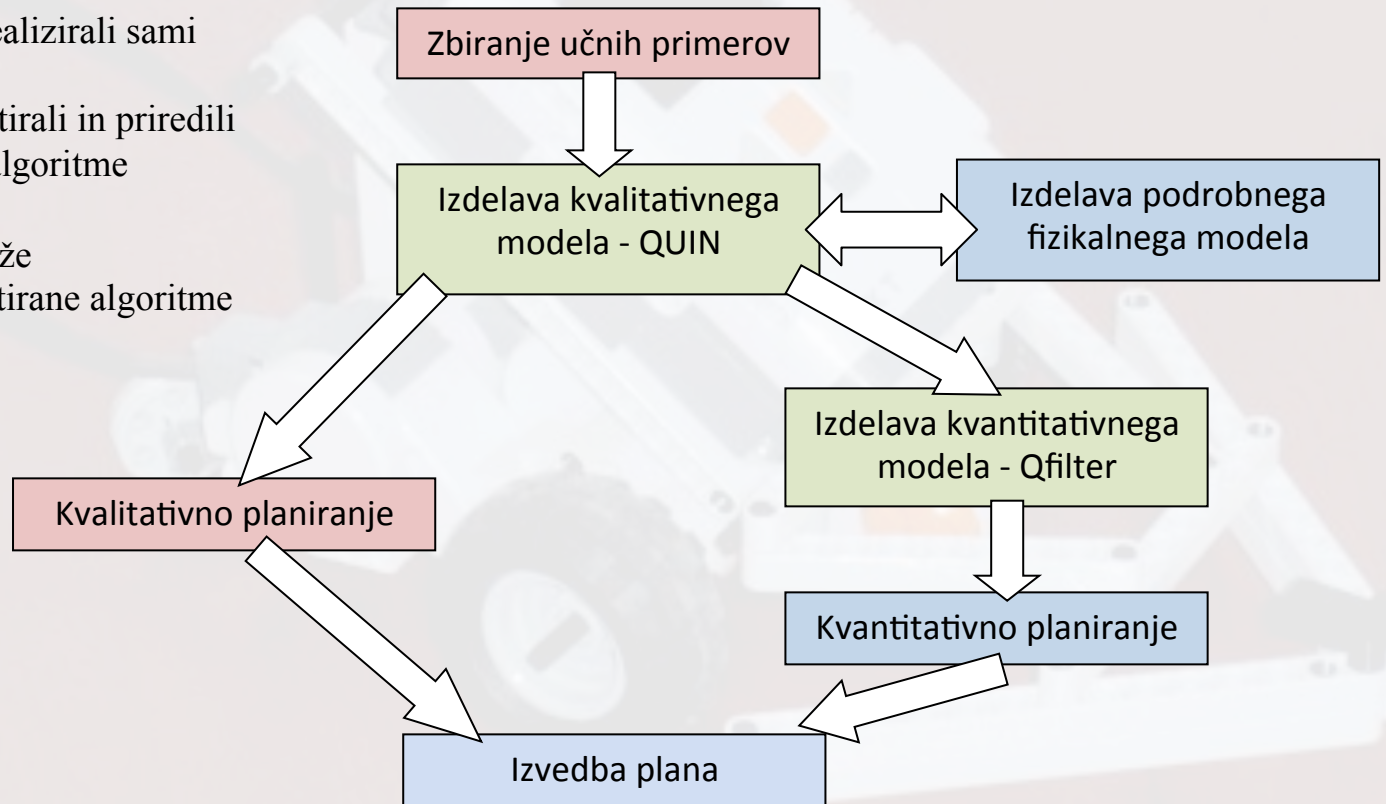 ealizirali sami
tirali in priredili
algoritme
že
tirane algoritme
Zbiranje učnih primerov
Izdelava kvalitativnega
modela - QUIN
Izdelava podrobnega
fizikalnega modela
Izdelava kvantitativnega
modela - Qfilter
Kvalitativno planiranje
Kvantitativno planiranje
Izvedba plana